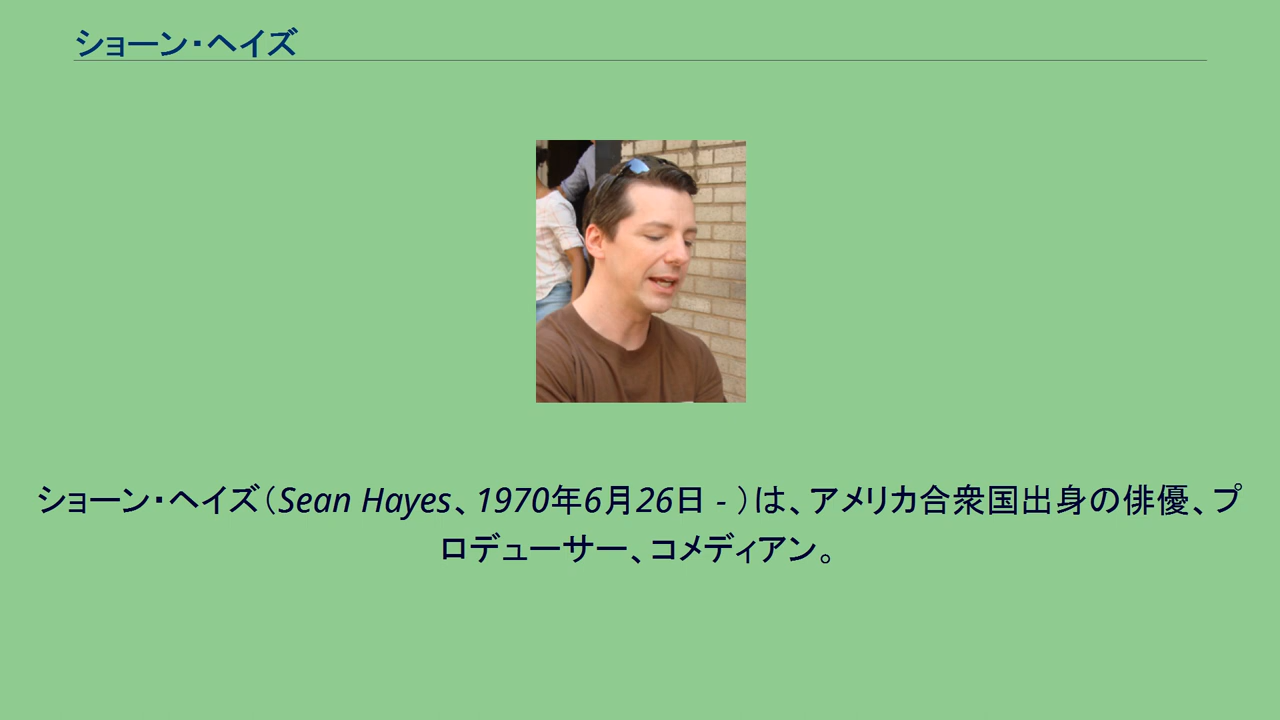 ショーン・ヘイズ
ショーン・ヘイズ（Sean Hayes、1970年6月26日 - ）は、アメリカ合衆国出身の俳優、プ
ロデューサー、コメディアン。